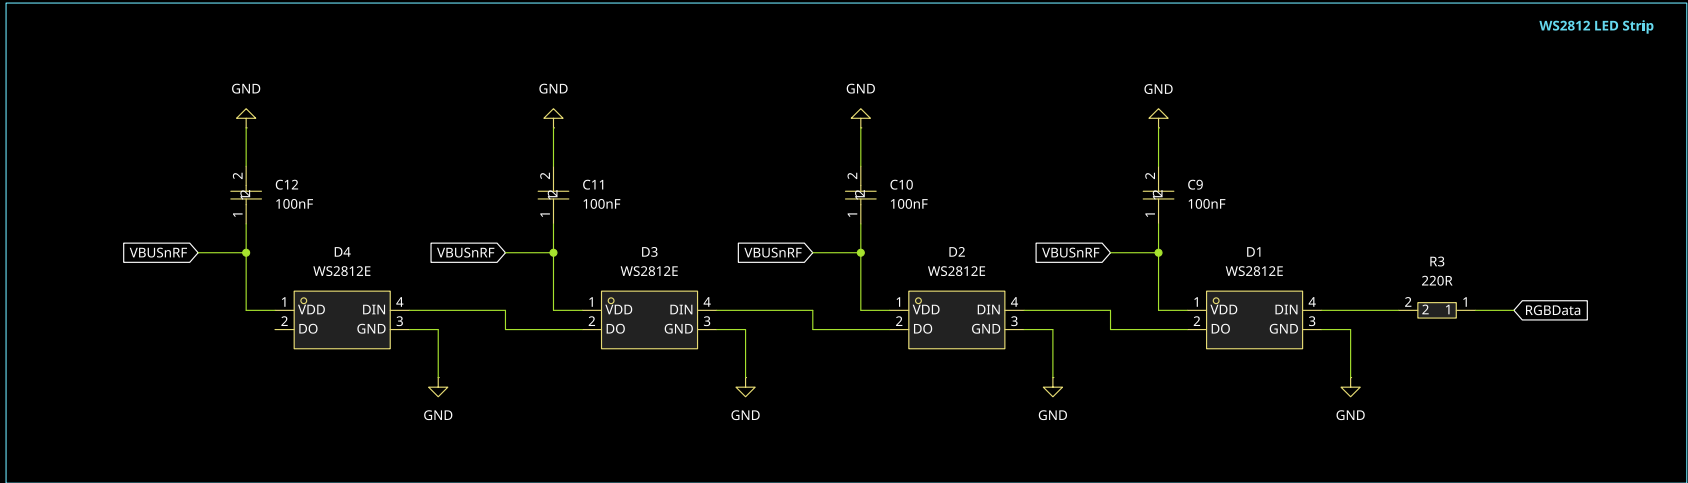 WS2812 LED Strip
GND
GND
GND
GND
2
2
2
2
C12
C11
C10
C9
100nF
100nF
100nF
100nF
1
1
1
1
VBUSnRF
VBUSnRF
VBUSnRF
VBUSnRF
D4
D3
D2
D1
WS2812E
WS2812E
WS2812E
WS2812E
R3
220R
1 VDD DIN 4
1 VDD DIN 4
1 VDD DIN 4
1 VDD DIN 4
2 2 1 1
RGBData
2 DO GND 3
2 DO GND 3
2 DO GND 3
2 DO GND 3
GND
GND
GND
GND